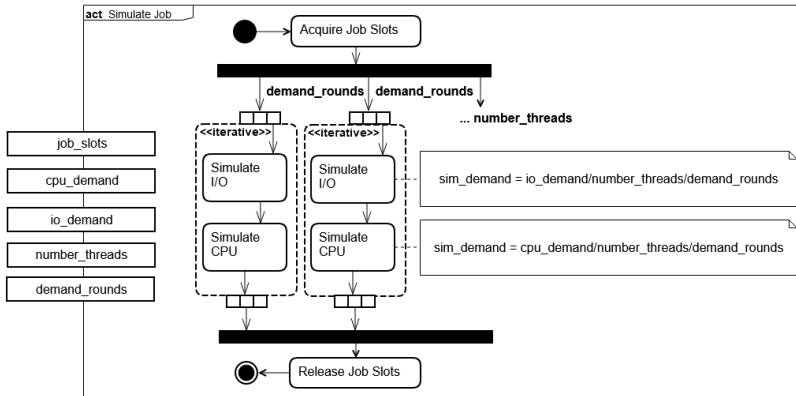 act Simulate Job
Acquire Job Slots
demand_rounds demand_rounds
... number_threads
<<iterative>> <<iterative>>
job_slots
cpu_demand
io_demand
number_threads
demand_rounds
Simulate
I/O
Simulate
CPU
Simulate
I/O
Simulate
CPU
sim_demand = io_demand/number_threads/demand_rounds
sim_demand = cpu_demand/number_threads/demand_rounds
Release Job Slots